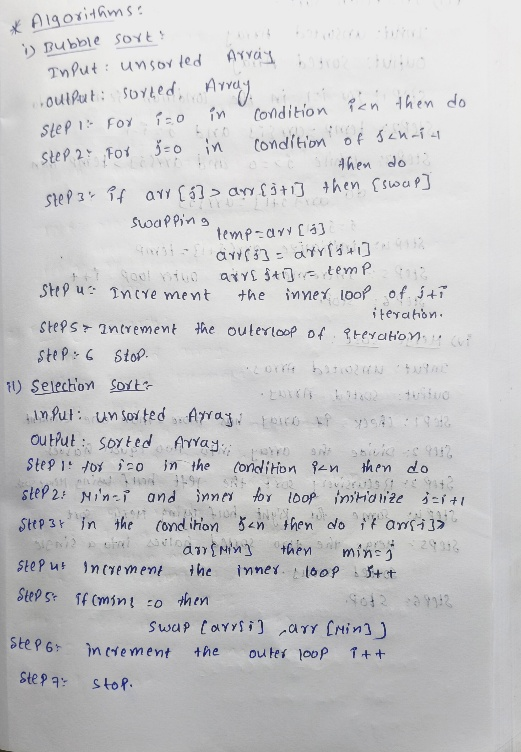 * Algorithms:
i) Bubble sort:
Input: unsorted Array
output: sorted Array
step 1:- For i=0 in condition i<n then do
step 2:- For j=0 in condition of j<n-i-1
then do
step 3:- if arr[j]>arr[j+1] then [swap]
swapping
temp=arr[j]
arr[j] = arr[j+1]
arr[j+1] = temp
step 4:- Increment the inner loop of j+i
iteration.
step5:- Increment the outerloop of iteration.
step:-6 Stop.
ii) Selection sort:-
input: unsorted Array;
output: sorted Array:
Step 1:- for i=0 in the condition i<n then do
step 2:- Min=i and inner for loop initialize j=i+1
Step 3:- in the condition j<n then do if arr[j]>
arr[Min] then min=j
step 4:- Increment the inner loop j++
Step 5:- if(min! =0 then
swap [arr[i] ,arr [Min])
step 6:- increment the outer loop i++
Step 7:- stop.